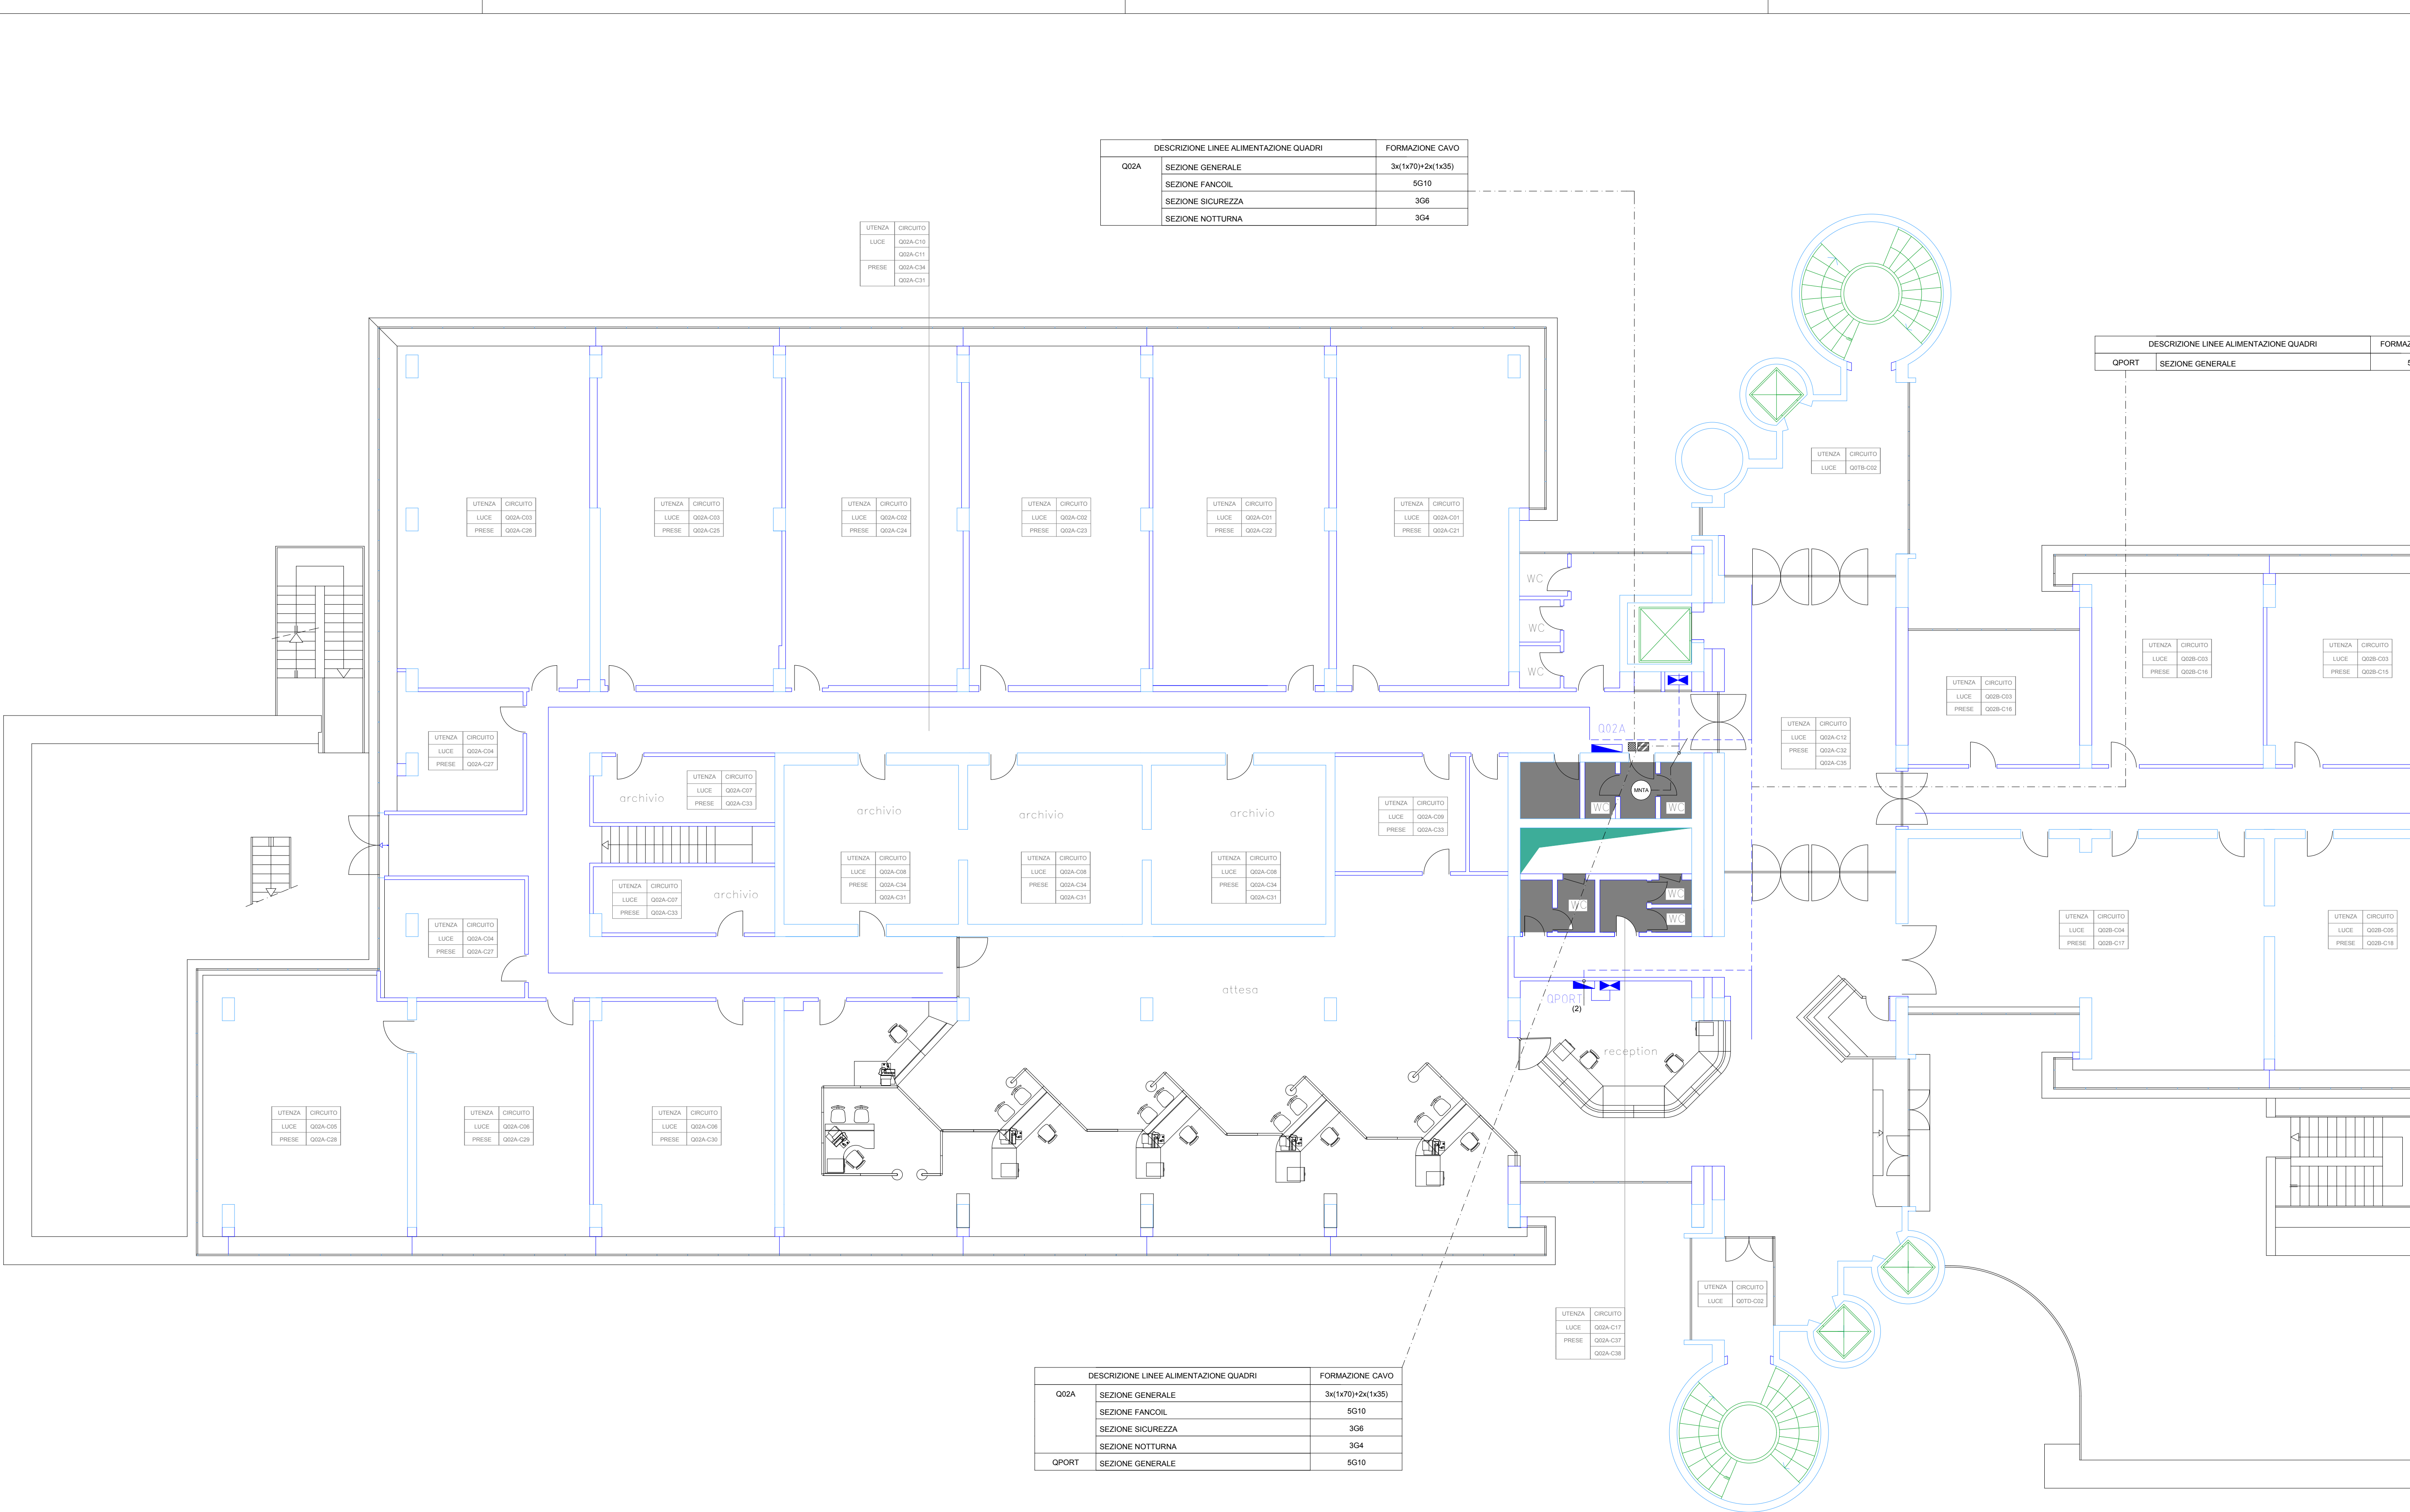 DESCRIZIONE LINEE ALIMENTAZIONE QUADRI FORMAZIONE CAVO
Q02A SEZIONE GENERALE 3x(1x70)+2x(1x35)
SEZIONE FANCOIL 5G10
SEZIONE SICUREZZA 3G6
SEZIONE NOTTURNA 3G4
UTENZA CIRCUITO
LUCE Q02A-C10
Q02A-C11
PRESE Q02A-C34
Q02A-C31
DESCRIZIONE LINEE ALIMENTAZIONE QUADRI
QPORT SEZIONE GENERALE
UTENZA CIRCUITO
LUCE Q0TB-C02
UTENZA CIRCUITO
LUCE Q02A-C03
PRESE Q02A-C26
UTENZA CIRCUITO
LUCE Q02A-C03
PRESE Q02A-C25
UTENZA CIRCUITO
LUCE Q02A-C02
PRESE Q02A-C24
UTENZA CIRCUITO
LUCE Q02A-C02
PRESE Q02A-C23
UTENZA CIRCUITO
LUCE Q02A-C01
PRESE Q02A-C22
UTENZA CIRCUITO
LUCE Q02A-C01
PRESE Q02A-C21
WC
WC
WC
UTENZA CIRCUITO
LUCE Q02B-C03
PRESE Q02B-C16
UTENZA CIRCUITO
LUCE Q02B-C03
PRESE Q02B-C16
UTENZA CIRCUITO
LUCE Q02B-C03
PRESE Q02B-C15
Q02A
UTENZA CIRCUITO
LUCE Q02A-C12
PRESE Q02A-C32
Q02A-C35
UTENZA CIRCUITO
LUCE Q02A-C04
PRESE Q02A-C27
archivio
UTENZA CIRCUITO
LUCE Q02A-C07
PRESE Q02A-C33
archivio
archivio
archivio
UTENZA CIRCUITO
LUCE Q02A-C09
PRESE Q02A-C33
MNTA
WC
WC
UTENZA CIRCUITO
LUCE Q02A-C08
PRESE Q02A-C34
Q02A-C31
UTENZA CIRCUITO
LUCE Q02A-C08
PRESE Q02A-C34
Q02A-C31
UTENZA CIRCUITO
LUCE Q02A-C08
PRESE Q02A-C34
Q02A-C31
UTENZA CIRCUITO
LUCE Q02A-C07
PRESE Q02A-C33
archivio
WC
WC
WC
UTENZA CIRCUITO
LUCE Q02A-C04
PRESE Q02A-C27
UTENZA CIRCUITO
LUCE Q02B-C04
PRESE Q02B-C17
UTENZA CIRCUITO
LUCE Q02B-C05
PRESE Q02B-C18
attesa
QPORT
(2)
reception
UTENZA CIRCUITO
LUCE Q02A-C05
PRESE Q02A-C28
UTENZA CIRCUITO
LUCE Q02A-C06
PRESE Q02A-C29
UTENZA CIRCUITO
LUCE Q02A-C06
PRESE Q02A-C30
UTENZA CIRCUITO
LUCE Q0TD-C02
UTENZA CIRCUITO
LUCE Q02A-C17
PRESE Q02A-C37
Q02A-C38
DESCRIZIONE LINEE ALIMENTAZIONE QUADRI FORMAZIONE CAVO
Q02A SEZIONE GENERALE 3x(1x70)+2x(1x35)
SEZIONE FANCOIL 5G10
SEZIONE SICUREZZA 3G6
SEZIONE NOTTURNA 3G4
QPORT SEZIONE GENERALE 5G10